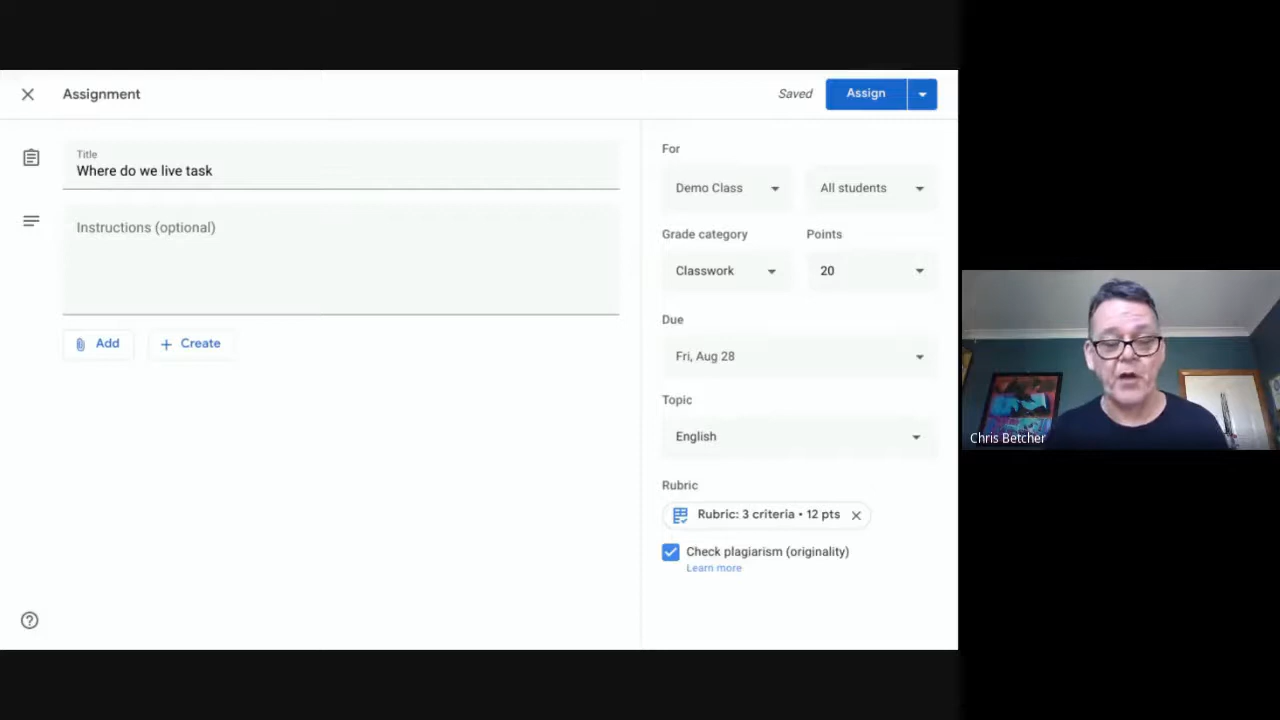 Assignment
Saved
Assign
Title
Where do we live task
Instructions (optional)
Add
Create
For
Demo Class
All students
Grade category
Points
Classwork
20
Due
Fri, Aug 28
Topic
English
Rubric
Rubric: 3 criteria • 12 pts
Check plagiarism (originality)
Learn more
Chris Betcher